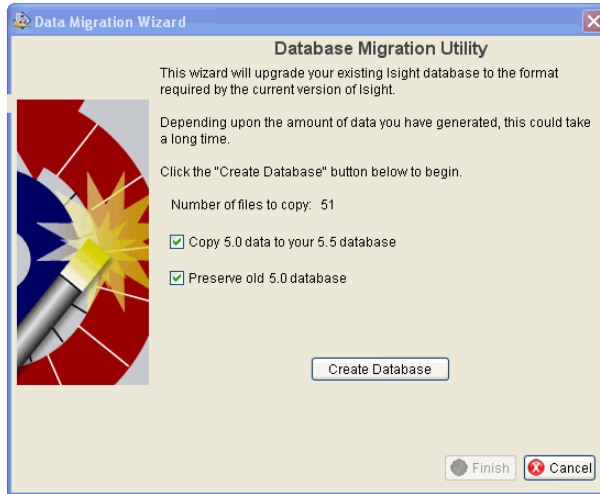 Data Migration Wizard
Database Migration Utility
This wizard will upgrade your existing Isight database to the format
required by the current version of Isight.
Depending upon the amount of data you have generated, this could take
a long time.
Click the "Create Database" button below to begin.
Number of files to copy: 51
Copy 5.0 data to your 5.5 database
Preserve old 5.0 database
Create Database
Finish
Cancel